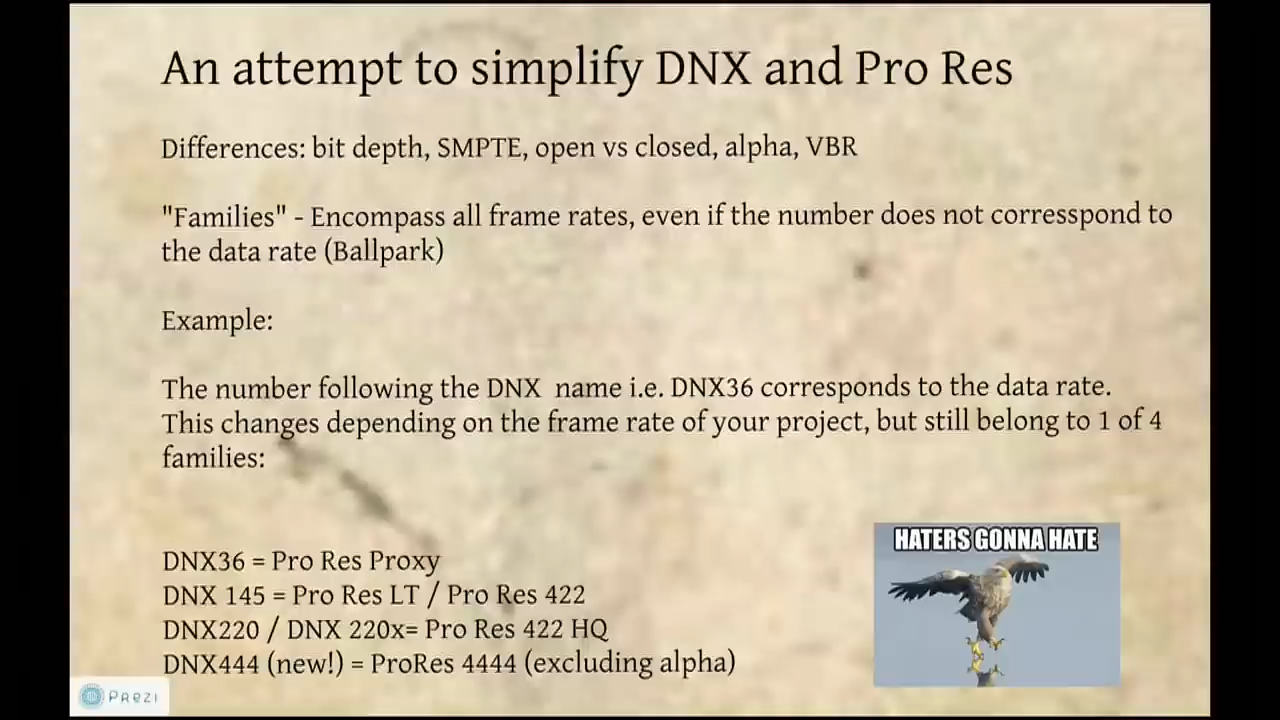 An attempt to simplify DNX and Pro Res
Differences: bit depth, SMPTE, open vs closed, alpha, VBR
"Families" - Encompass all frame rates, even if the number does not corresspond to
the data rate (Ballpark)
Example:
The number following the DNX  name i.e. DNX36 corresponds to the data rate.
This changes depending on the frame rate of your project, but still belong to 1 of 4
families:
DNX36 = Pro Res Proxy
DNX 145 = Pro Res LT / Pro Res 422
DNX220 / DNX 220x= Pro Res 422 HQ
DNX444 (new!) = ProRes 4444 (excluding alpha)
HATERS GONNA HATE
Prezi